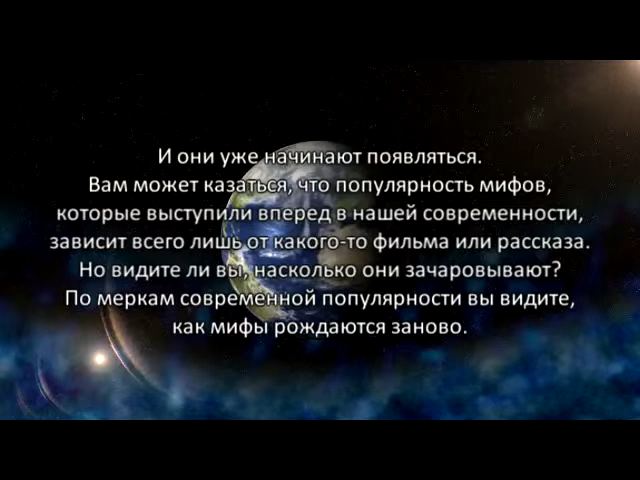 И они уже начинают появляться.
Вам может казаться, что популярность мифов,
которые выступили вперед в нашей современности,
зависит всего лишь от какого-то фильма или рассказа.
Но видите ли вы, насколько они зачаровывают?
По меркам современной популярности вы видите,
как мифы рождаются заново.